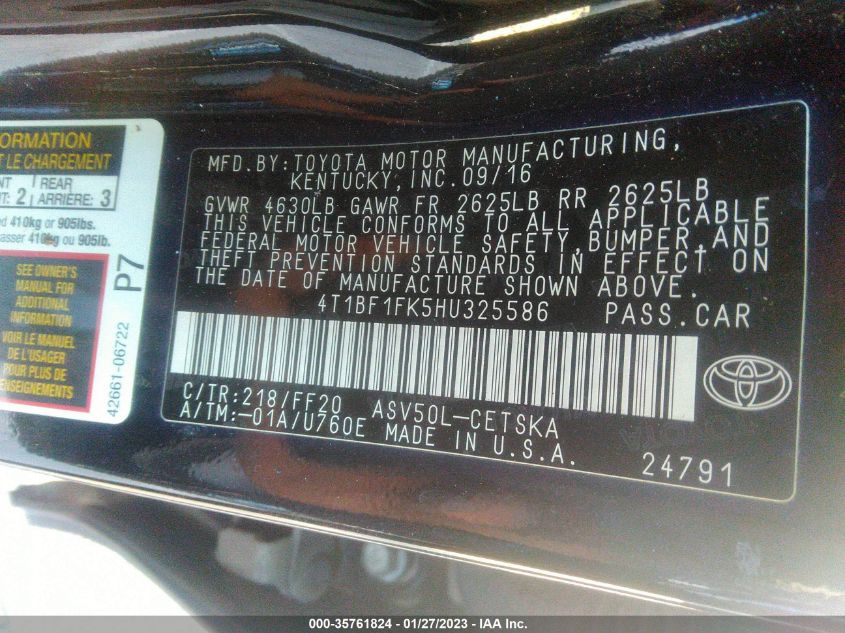 ORMATION
T LE CHARGEMENT
NT 2 REAR 3
T: ARRIÈRE:
ed 410kg or 905lbs.
passer 410kg ou 905lb.
SEE OWNER'S
MANUAL FOR
ADDITIONAL
INFORMATION
VOIR LE MANUEL
DE L'USAGER
POUR PLUS DE
RENSEIGNEMENTS
P7
42661-06722
MFD.BY:TOYOTA MOTOR MANUFACTURING,
KENTUCKY,INC.09/16
GVWR 4630LB GAWR FR 2625LB RR 2625LB
THIS VEHICLE CONFORMS TO ALL APPLICABLE
FEDERAL MOTOR VEHICLE SAFETY,BUMPER,AND
THEFT PREVENTION STANDARDS IN EFFECT ON
THE DATE OF MANUFACTURE SHOWN ABOVE.
4T1BF1FK5HU325586 PASS.CAR
C/TR:218/FF20 ASV50L-CETSKA
A/TM:-01A/U760E MADE IN U.S.A.
24791
000-35761824 - 01/27/2023 - IAA Inc.